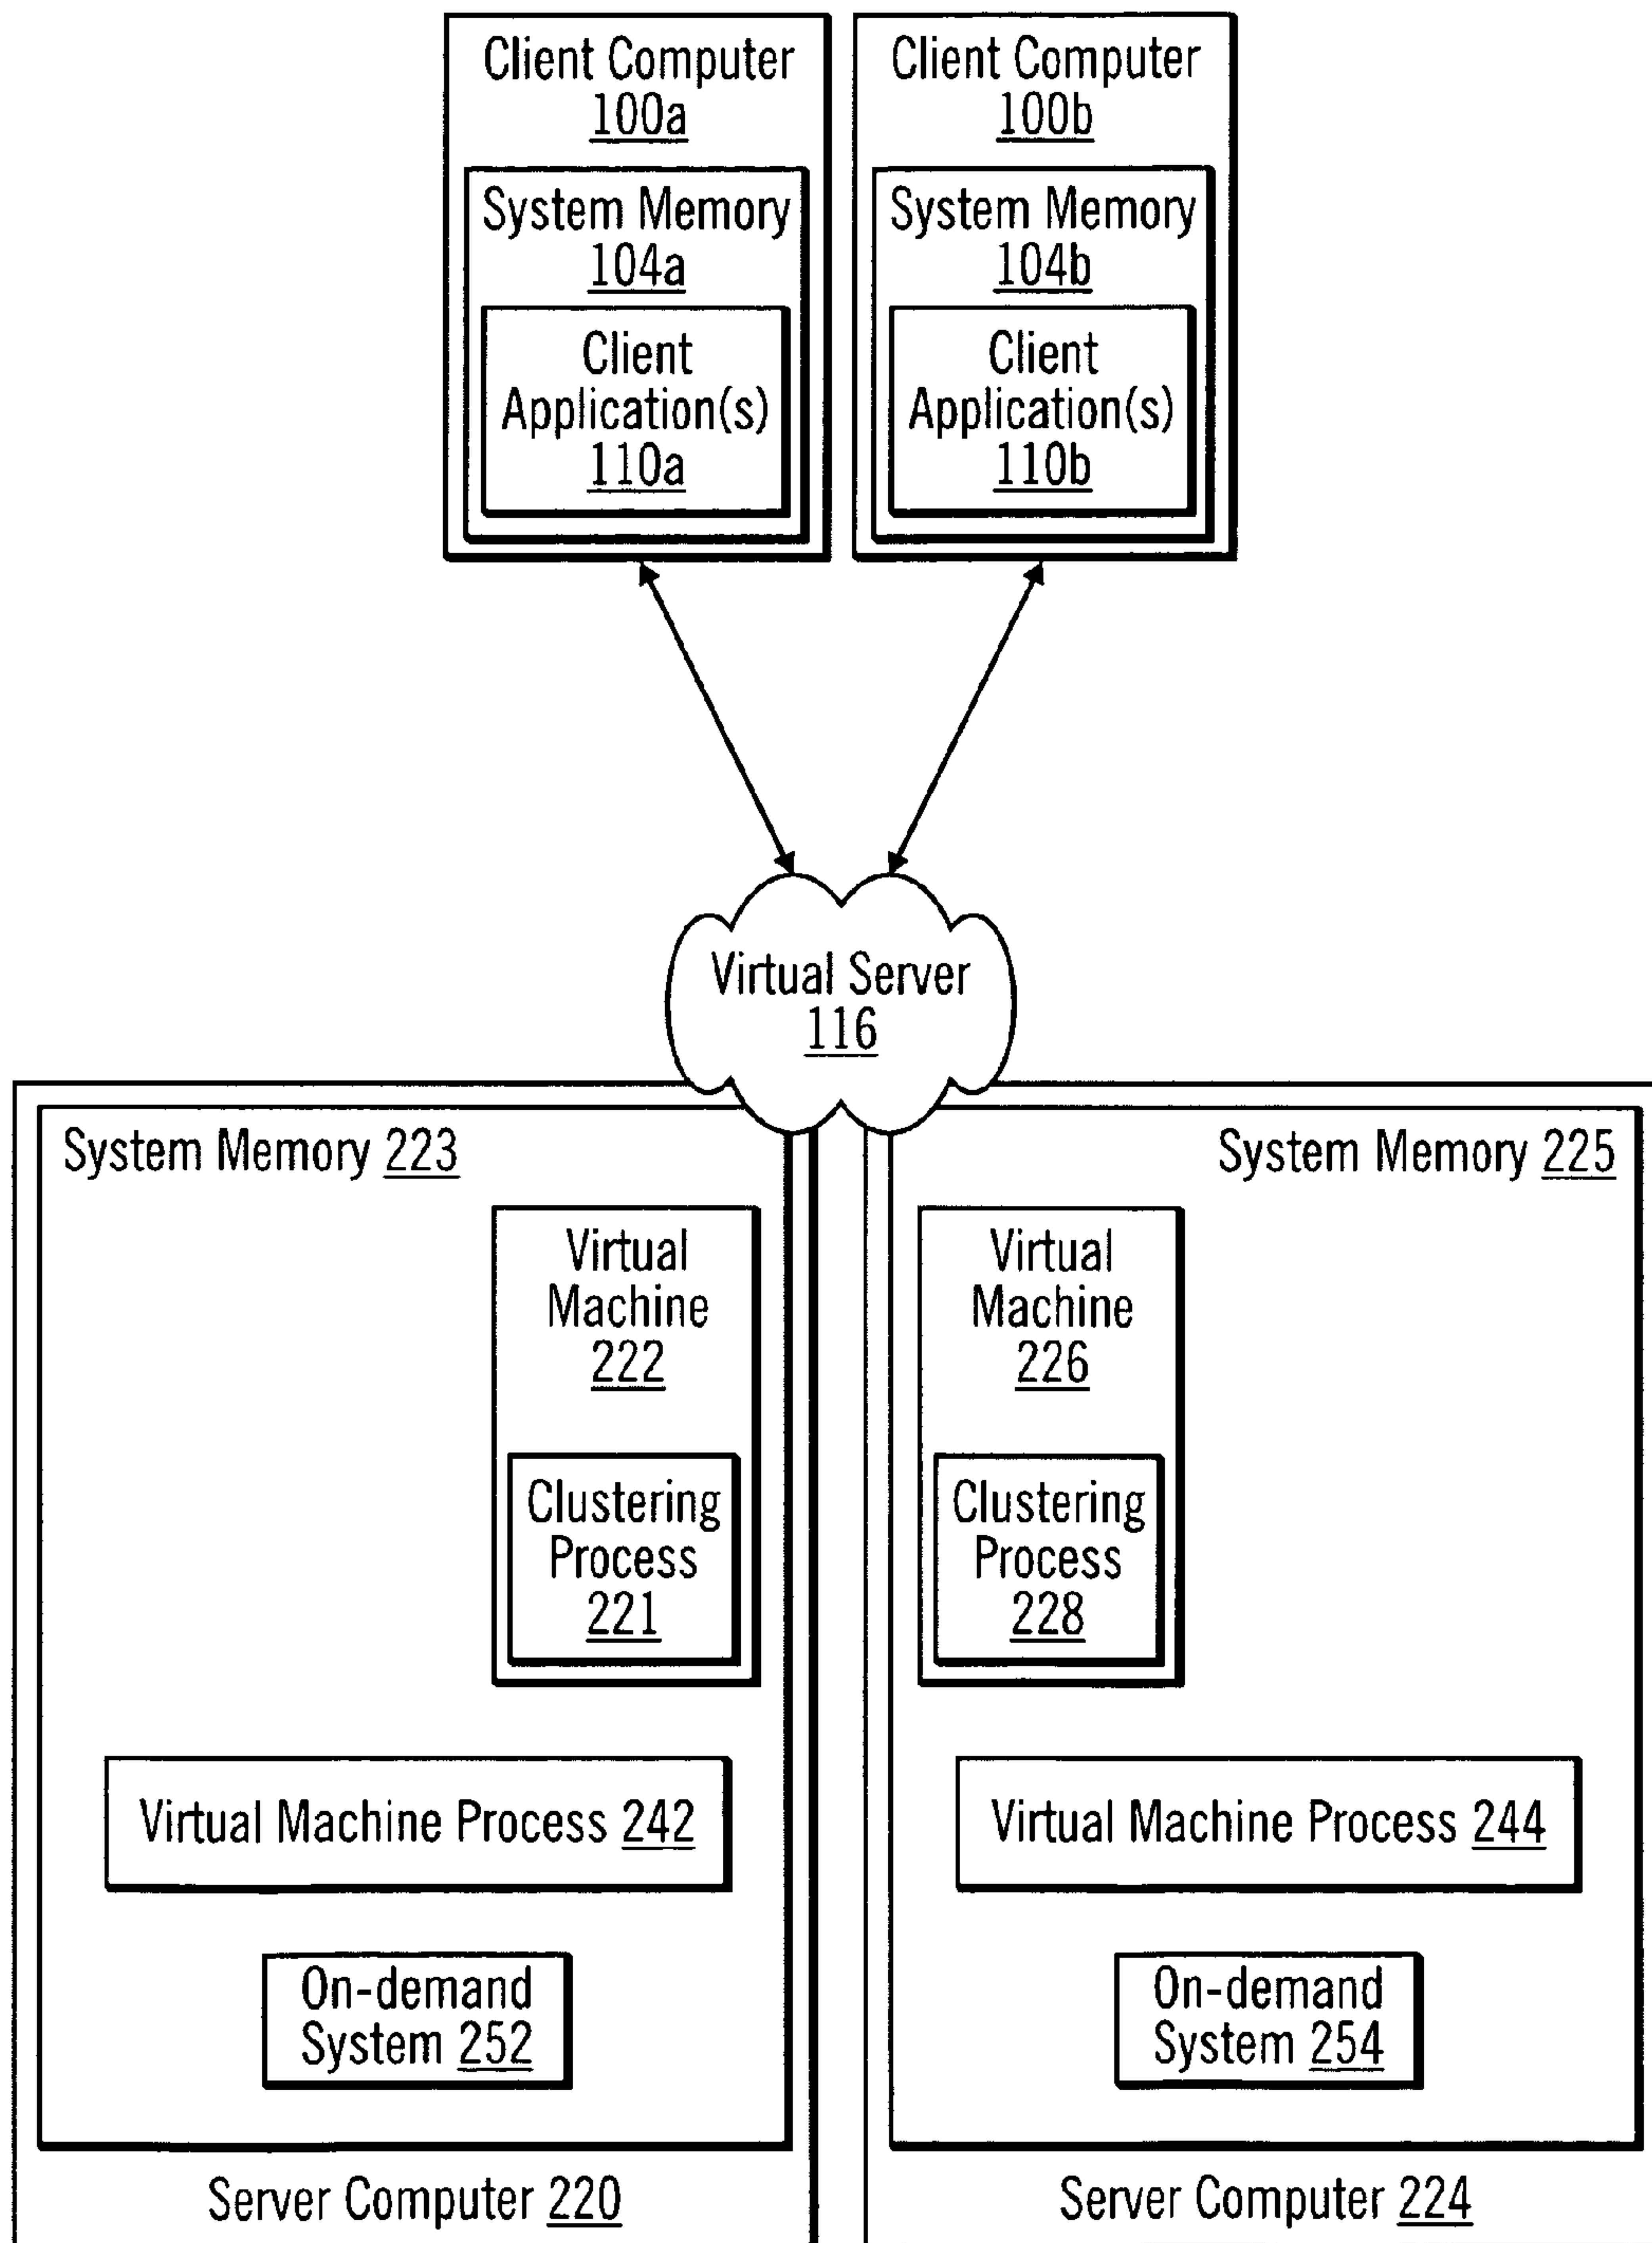 Client Computer
100a
System Memory
104a
Client
Application(s)
110a
Client Computer
100b
System Memory
104b
Client
Application(s)
110b
Virtual Server
116
System Memory 223
Virtual
Machine
222
Clustering
Process
221
Virtual Machine Process 242
On-demand
System 252
Server Computer 220
System Memory 225
Virtual
Machine
226
Clustering
Process
228
Virtual Machine Process 244
On-demand
System 254
Server Computer 224